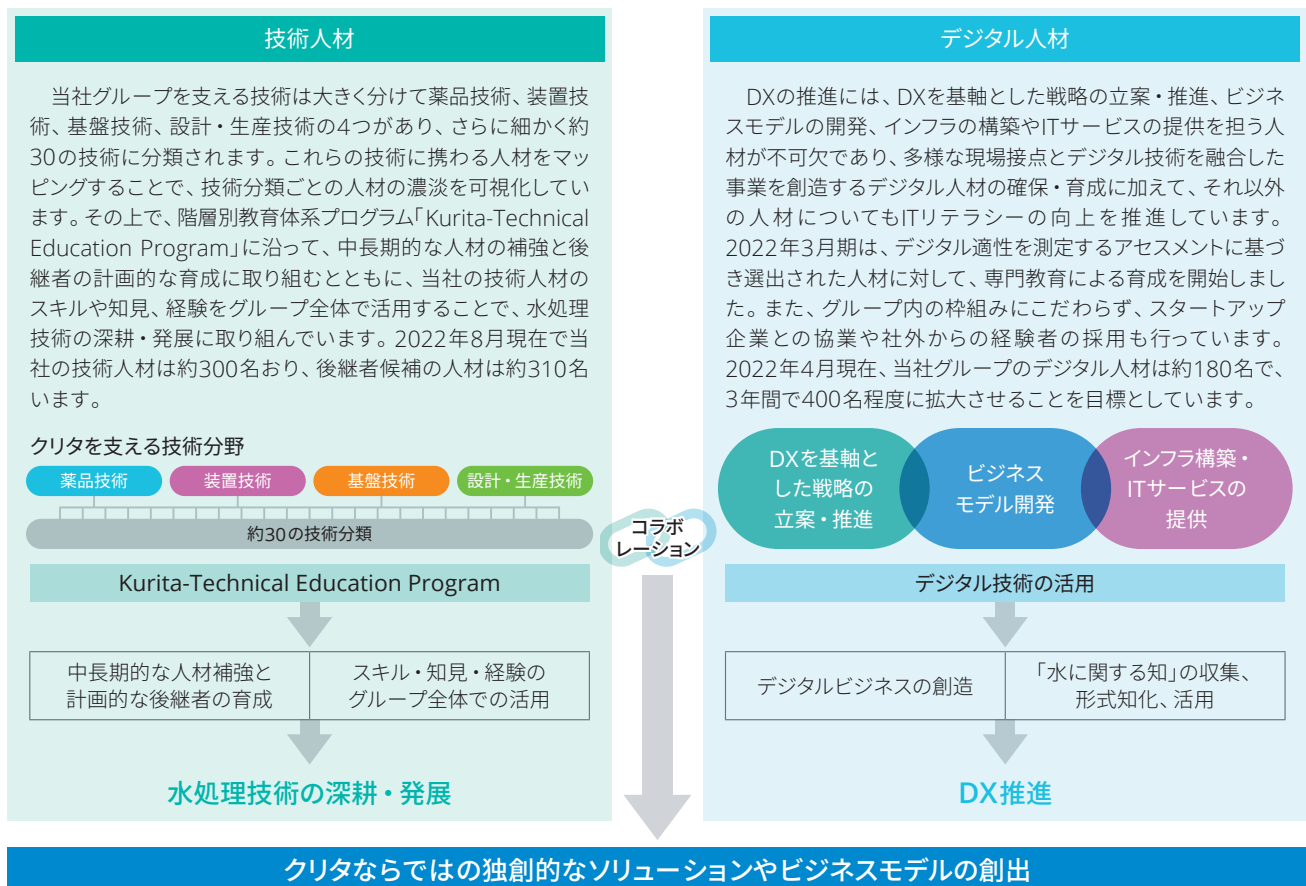 技術人材
当社グループを支える技術は大きく分けて薬品技術、装置技
術、基盤技術、設計・生産技術の4つがあり、さらに細かく約
30の技術に分類されます。これらの技術に携わる人材をマッ
ピングすることで、技術分類ごとの人材の濃淡を可視化してい
ます。その上で、階層別教育体系プログラム「Kurita-Technical
Education Program」に沿って、中長期的な人材の補強と後
継者の計画的な育成に取り組むとともに、当社の技術人材の
スキルや知見、経験をグループ全体で活用することで、水処理
技術の深耕・発展に取り組んでいます。2022年8月現在で当
社の技術人材は約300名おり、後継者候補の人材は約310名
います。
クリタを支える技術分野
薬品技術
装置技術
基盤技術
設計・生産技術
約30の技術分類
Kurita-Technical Education Program
中長期的な人材補強と
計画的な後継者の育成
スキル・知見・経験の
グループ全体での活用
水処理技術の深耕・発展
コラボ
レーション
デジタル人材
DXの推進には、DXを基軸とした戦略の立案・推進、ビジネ
スモデルの開発、インフラの構築やITサービスの提供を担う人
材が不可欠であり、多様な現場接点とデジタル技術を融合した
事業を創造するデジタル人材の確保・育成に加えて、それ以外
の人材についてもITリテラシーの向上を推進しています。
2022年3月期は、デジタル適性を測定するアセスメントに基づ
き選出された人材に対して、専門教育による育成を開始しまし
た。また、グループ内の枠組みにこだわらず、スタートアップ
企業との協業や社外からの経験者の採用も行っています。
2022年4月現在、当社グループのデジタル人材は約180名で、
3年間で400名程度に拡大させることを目標としています。
DXを基軸と
した戦略の
立案・推進
ビジネス
モデル開発
インフラ構築・
ITサービスの
提供
デジタル技術の活用
デジタルビジネスの創造
「水に関する知」の収集、
形式知化、活用
DX推進
クリタならではの独創的なソリューションやビジネスモデルの創出